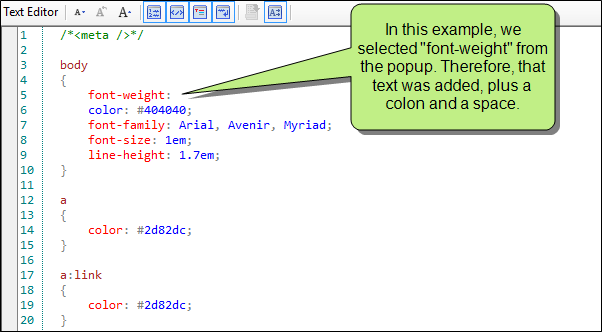 Text Editor A A A
1 /*<meta />*/
2
3 body
4 {
5 font-weight:
6 color: #404040;
7 font-family: Arial, Avenir, Myriad;
8 font-size: 1em;
9 line-height: 1.7em;
10 }
11
12 a
13 {
14 color: #2d82dc;
15 }
16
17 a:link
18 {
19 color: #2d82dc;
20 }
In this example, we
selected "font-weight" from
the popup. Therefore, that
text was added, plus a
colon and a space.